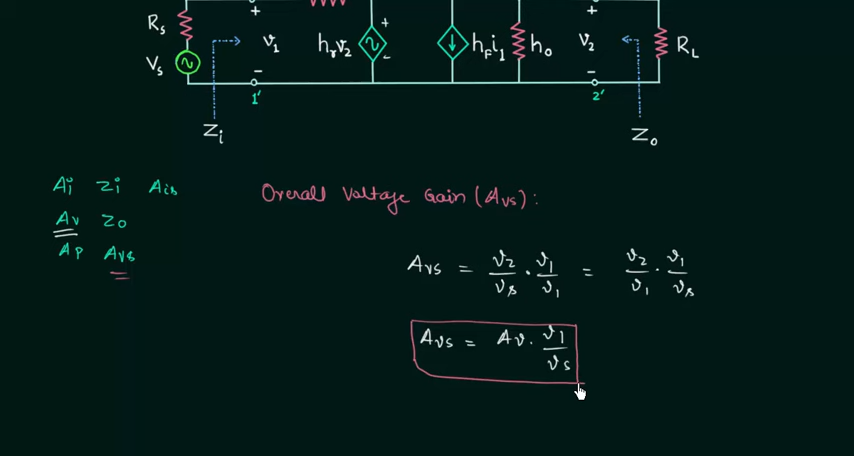 Rs + + + 
Vs v1 hrv2 hfi1 ho v2 RL
- - -
1' 2'
Zi Zo
Ai Zi Ais
Av Zo
Ap Avs
Overall Voltage Gain (Avs):
Avs = v2/vs . v1/v1 = v2/v1 . v1/vs
Avs = Av . v1/vs